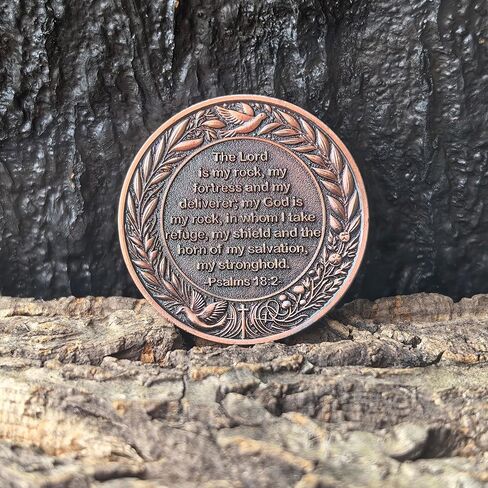 The Lord
is my rock, my
fortress and my
deliverer; my God is
my rock, in whom I take
refuge, my shield and the
horn of my salvation,
my stronghold.
-Psalms 18:2-